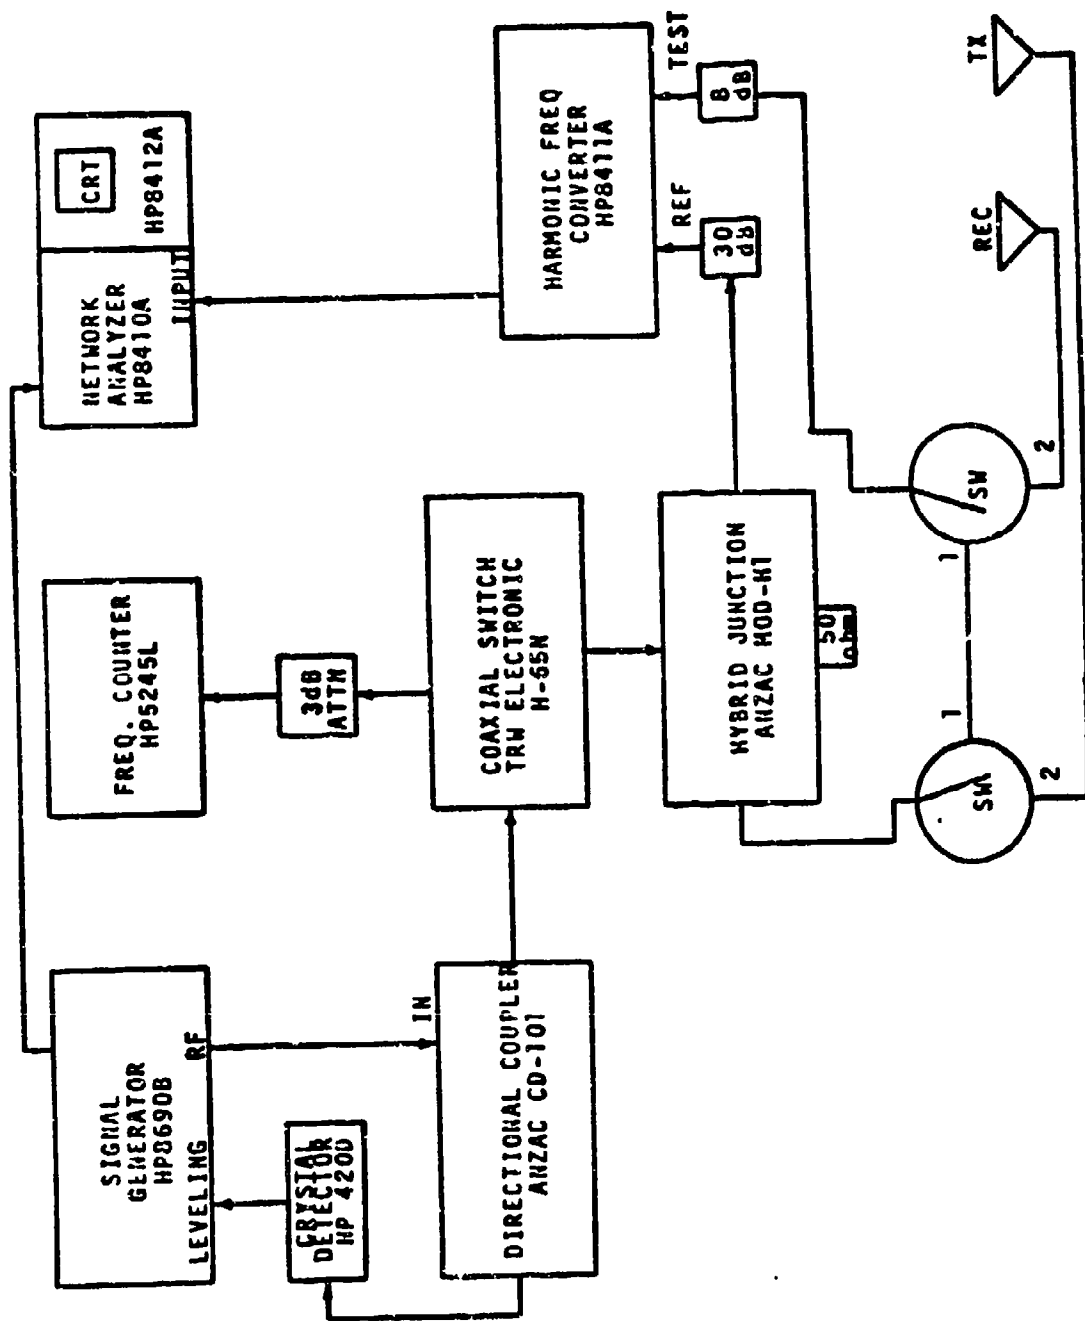 SIGNAL
GENERATOR
HP8690B
LEVELING
RF
FREQ. COUNTER
HP5245L
NETWORK
ANALYZER
HP8410A
INPUT
CRT
HP8412A
CRYSTAL
DETECTOR
HP 420D
IN
3dB
ATTN
DIRECTIONAL COUPLER
ANZAC CD-101
COAXIAL SWITCH
TRW ELECTRONIC
HARMONIC FREQ
CONVERTER
HP8411A
REF
TEST
30
dB
8
dB
HYBRID JUNCTION
ANZAC MOD-H1
50
ohm
SW
1
2
SW
1
2
REC
TX